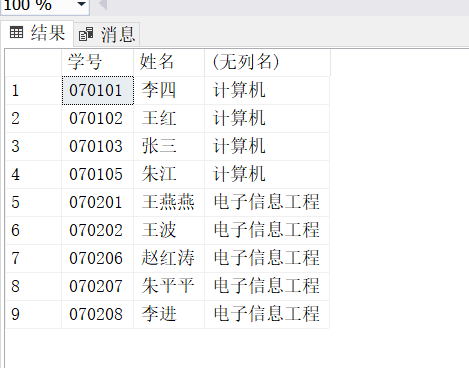 100 %
结果 消息
学号 姓名 (无列名)
1 070101 李四 计算机
2 070102 王红 计算机
3 070103 张三 计算机
4 070105 朱江 计算机
5 070201 王燕燕 电子信息工程
6 070202 王波 电子信息工程
7 070206 赵红涛 电子信息工程
8 070207 朱平平 电子信息工程
9 070208 李进 电子信息工程